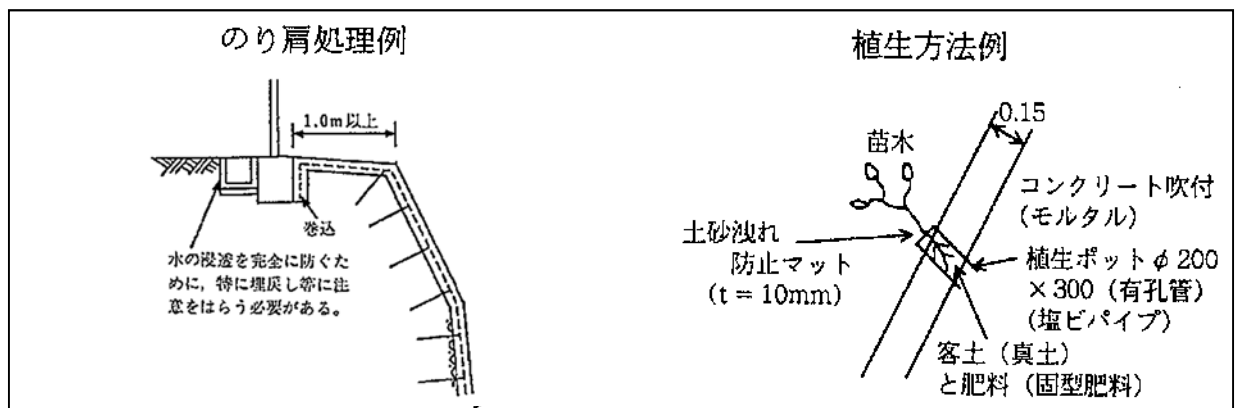 のり肩処理例
1.0m以上
巻込
水の浸透を完全に防ぐた
めに，特に埋戻し等に注
意をはらう必要がある。
植生方法例
0.15
苗木
コンクリート吹付
(モルタル)
土砂洩れ
防止マット
(t = 10mm)
植生ポットφ200
×300 (有孔管)
(塩ビパイプ)
客土 (真土)
と肥料 (固型肥料)